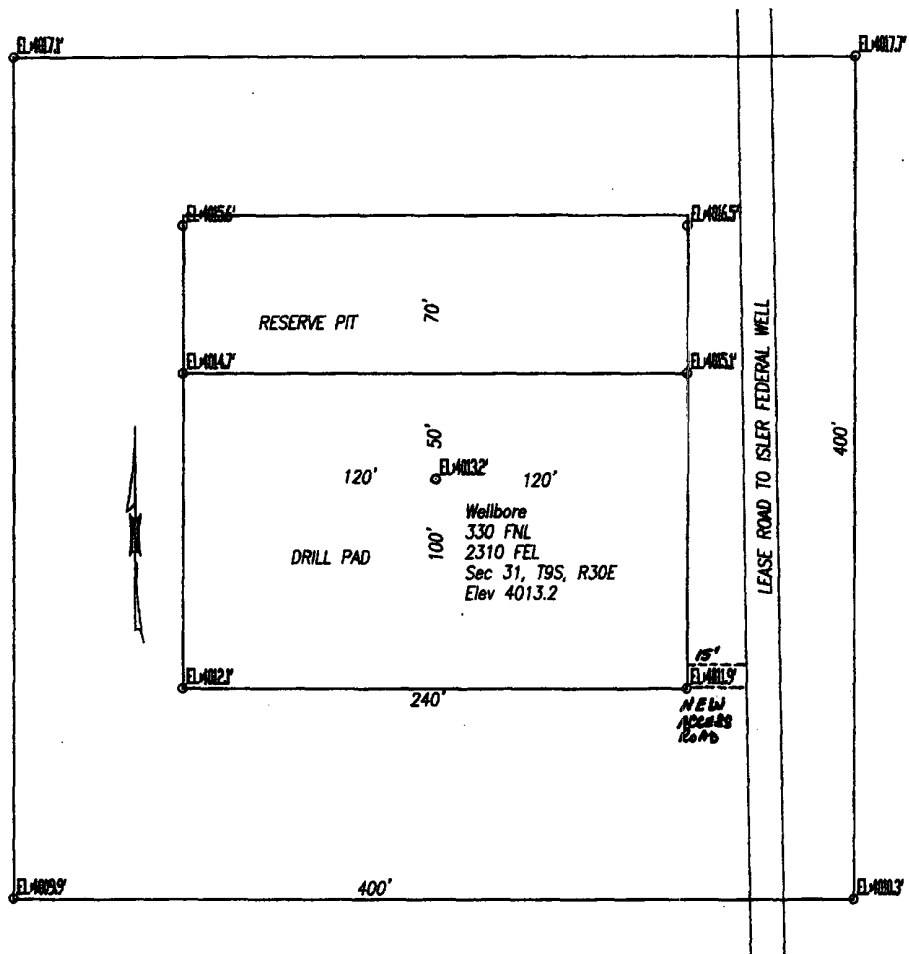 EL=4017.1'
EL=4017.7'
EL=4015.6'
EL=4016.5'
RESERVE PIT
70'
EL=4014.7'
EL=4015.1'
LEASE ROAD TO ISLER FEDERAL WELL
400'
50'
120'
EL=4013.2'
120'
Wellbore
330 FNL
2310 FEL
Sec 31, T9S, R30E
Elev 4013.2
DRILL PAD
100'
15'
EL=4012.1'
EL=4011.9'
240'
NEW
ACCESS
ROAD
EL=4009.9'
400'